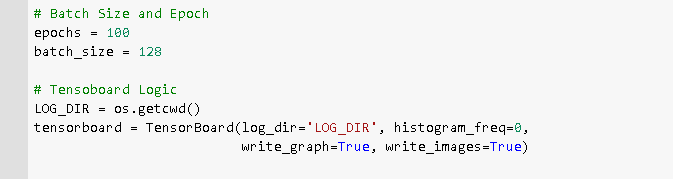 # Batch Size and Epoch
epochs = 100
batch_size = 128
# Tensoboard Logic
LOG_DIR = os.getcwd()
tensorboard = TensorBoard(log_dir='LOG_DIR', histogram_freq=0,
write_graph=True, write_images=True)